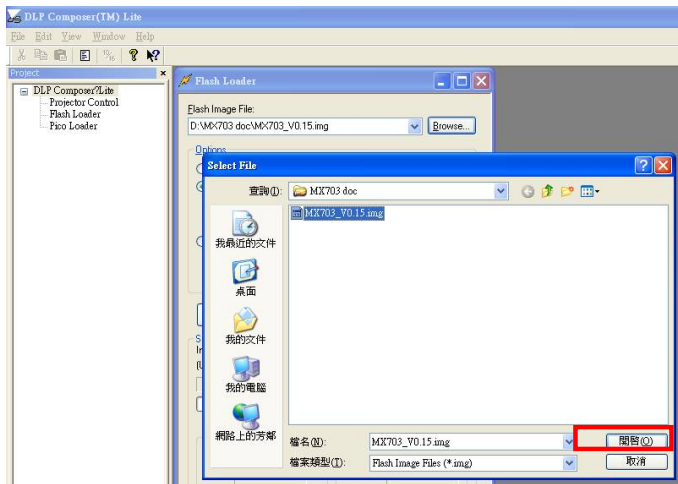 DLP Composer(TM) Lite
File Edit View Window Help
Project
DLP Composer?Lite
Projector Control
Flash Loader
Pico Loader
Flash Loader
Flash Image File:
D:\MX703 doc\MX703_V0.15.img
Browse...
Options
Select File
查詢(I):
MX703 doc
MX703_V0.15.img
我最近的文件
桌面
我的文件
我的電腦
網路上的芳鄰
檔名(N):
MX703_V0.15.img
開啟(O)
檔案類型(T):
Flash Image Files (*.img)
取消